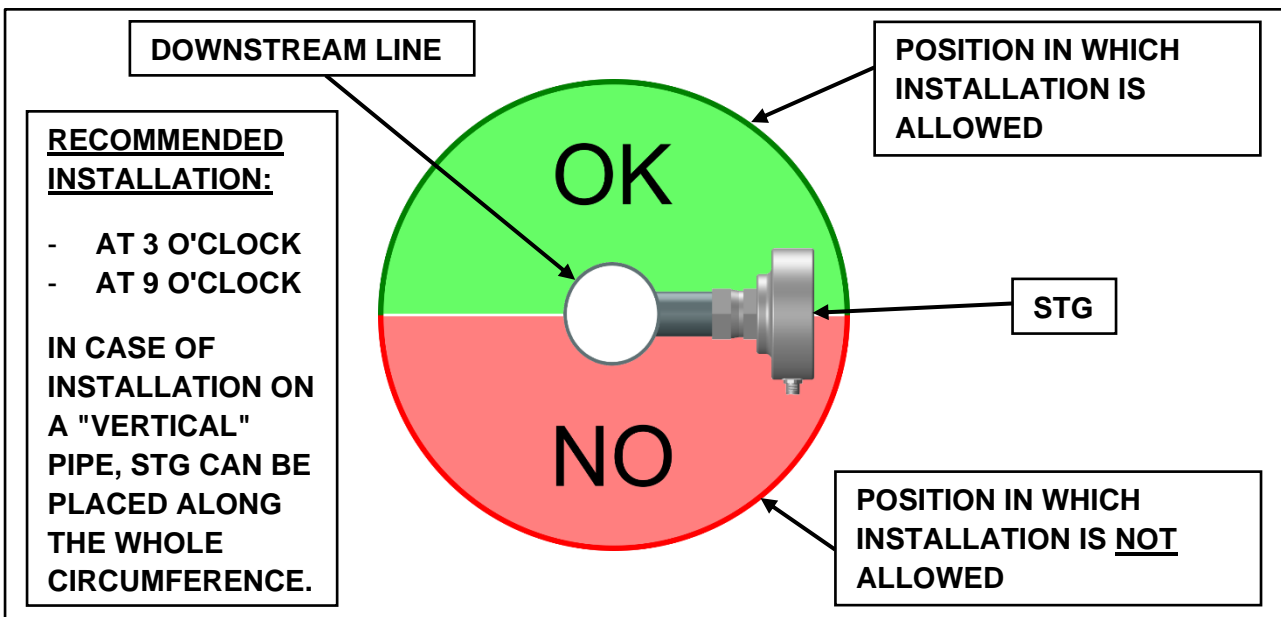 DOWNSTREAM LINE
POSITION IN WHICH
INSTALLATION IS
ALLOWED
RECOMMENDED
INSTALLATION:
- AT 3 O'CLOCK
- AT 9 O'CLOCK
IN CASE OF
INSTALLATION ON
A "VERTICAL"
PIPE, STG CAN BE
PLACED ALONG
THE WHOLE
CIRCUMFERENCE.
OK
STG
NO
POSITION IN WHICH
INSTALLATION IS NOT
ALLOWED